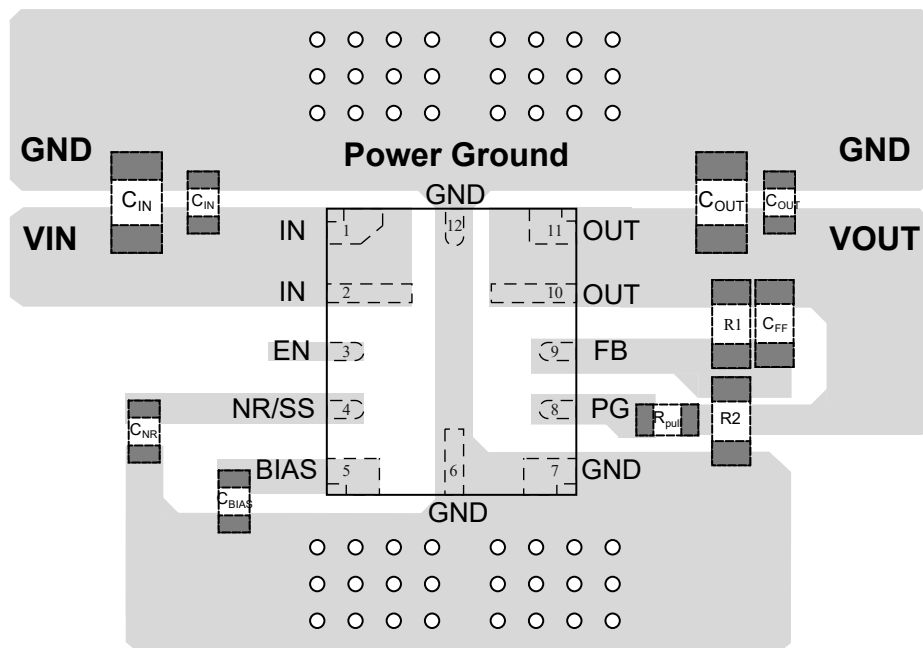 GND
Power Ground
GND
C_IN
C_IN
GND
C_OUT
C_OUT
VIN
IN
1
12
11
OUT
VOUT
IN
2
10
OUT
R1
C_FF
EN
3
9
FB
NR/SS
4
8
PG
R_pull
R2
C_NR
BIAS
5
6
7
GND
C_BIAS
GND